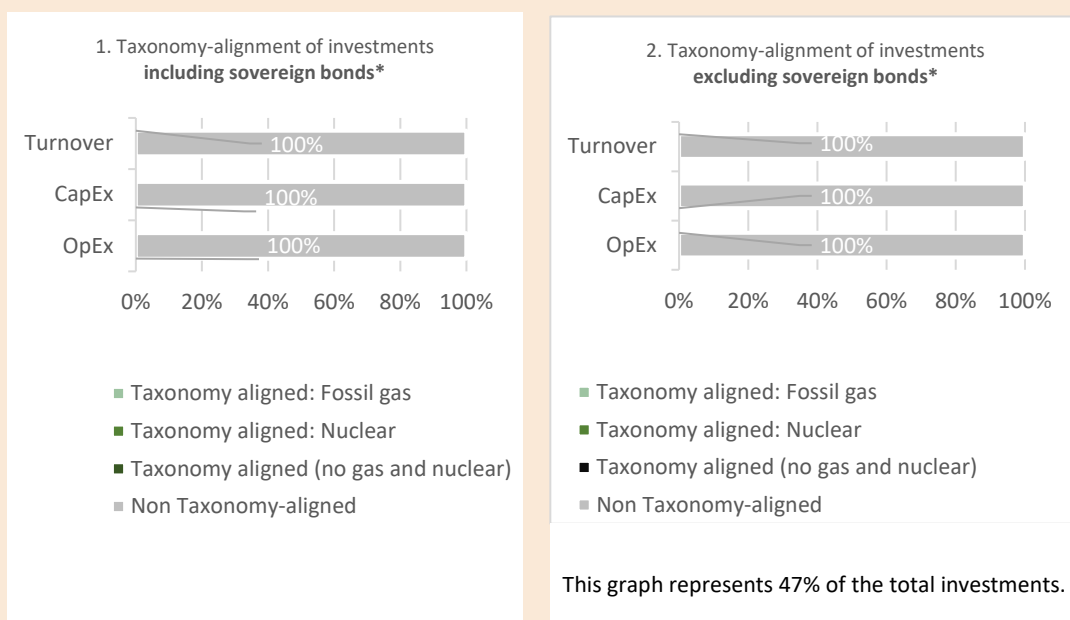 1. Taxonomy-alignment of investments
including sovereign bonds*
Turnover
100%
CapEx
100%
OpEx
100%
0% 20% 40% 60% 80% 100%
Taxonomy aligned: Fossil gas
Taxonomy aligned: Nuclear
Taxonomy aligned (no gas and nuclear)
Non Taxonomy-aligned
2. Taxonomy-alignment of investments
excluding sovereign bonds*
Turnover
100%
CapEx
100%
OpEx
100%
0% 20% 40% 60% 80% 100%
Taxonomy aligned: Fossil gas
Taxonomy aligned: Nuclear
Taxonomy aligned (no gas and nuclear)
Non Taxonomy-aligned
This graph represents 47% of the total investments.